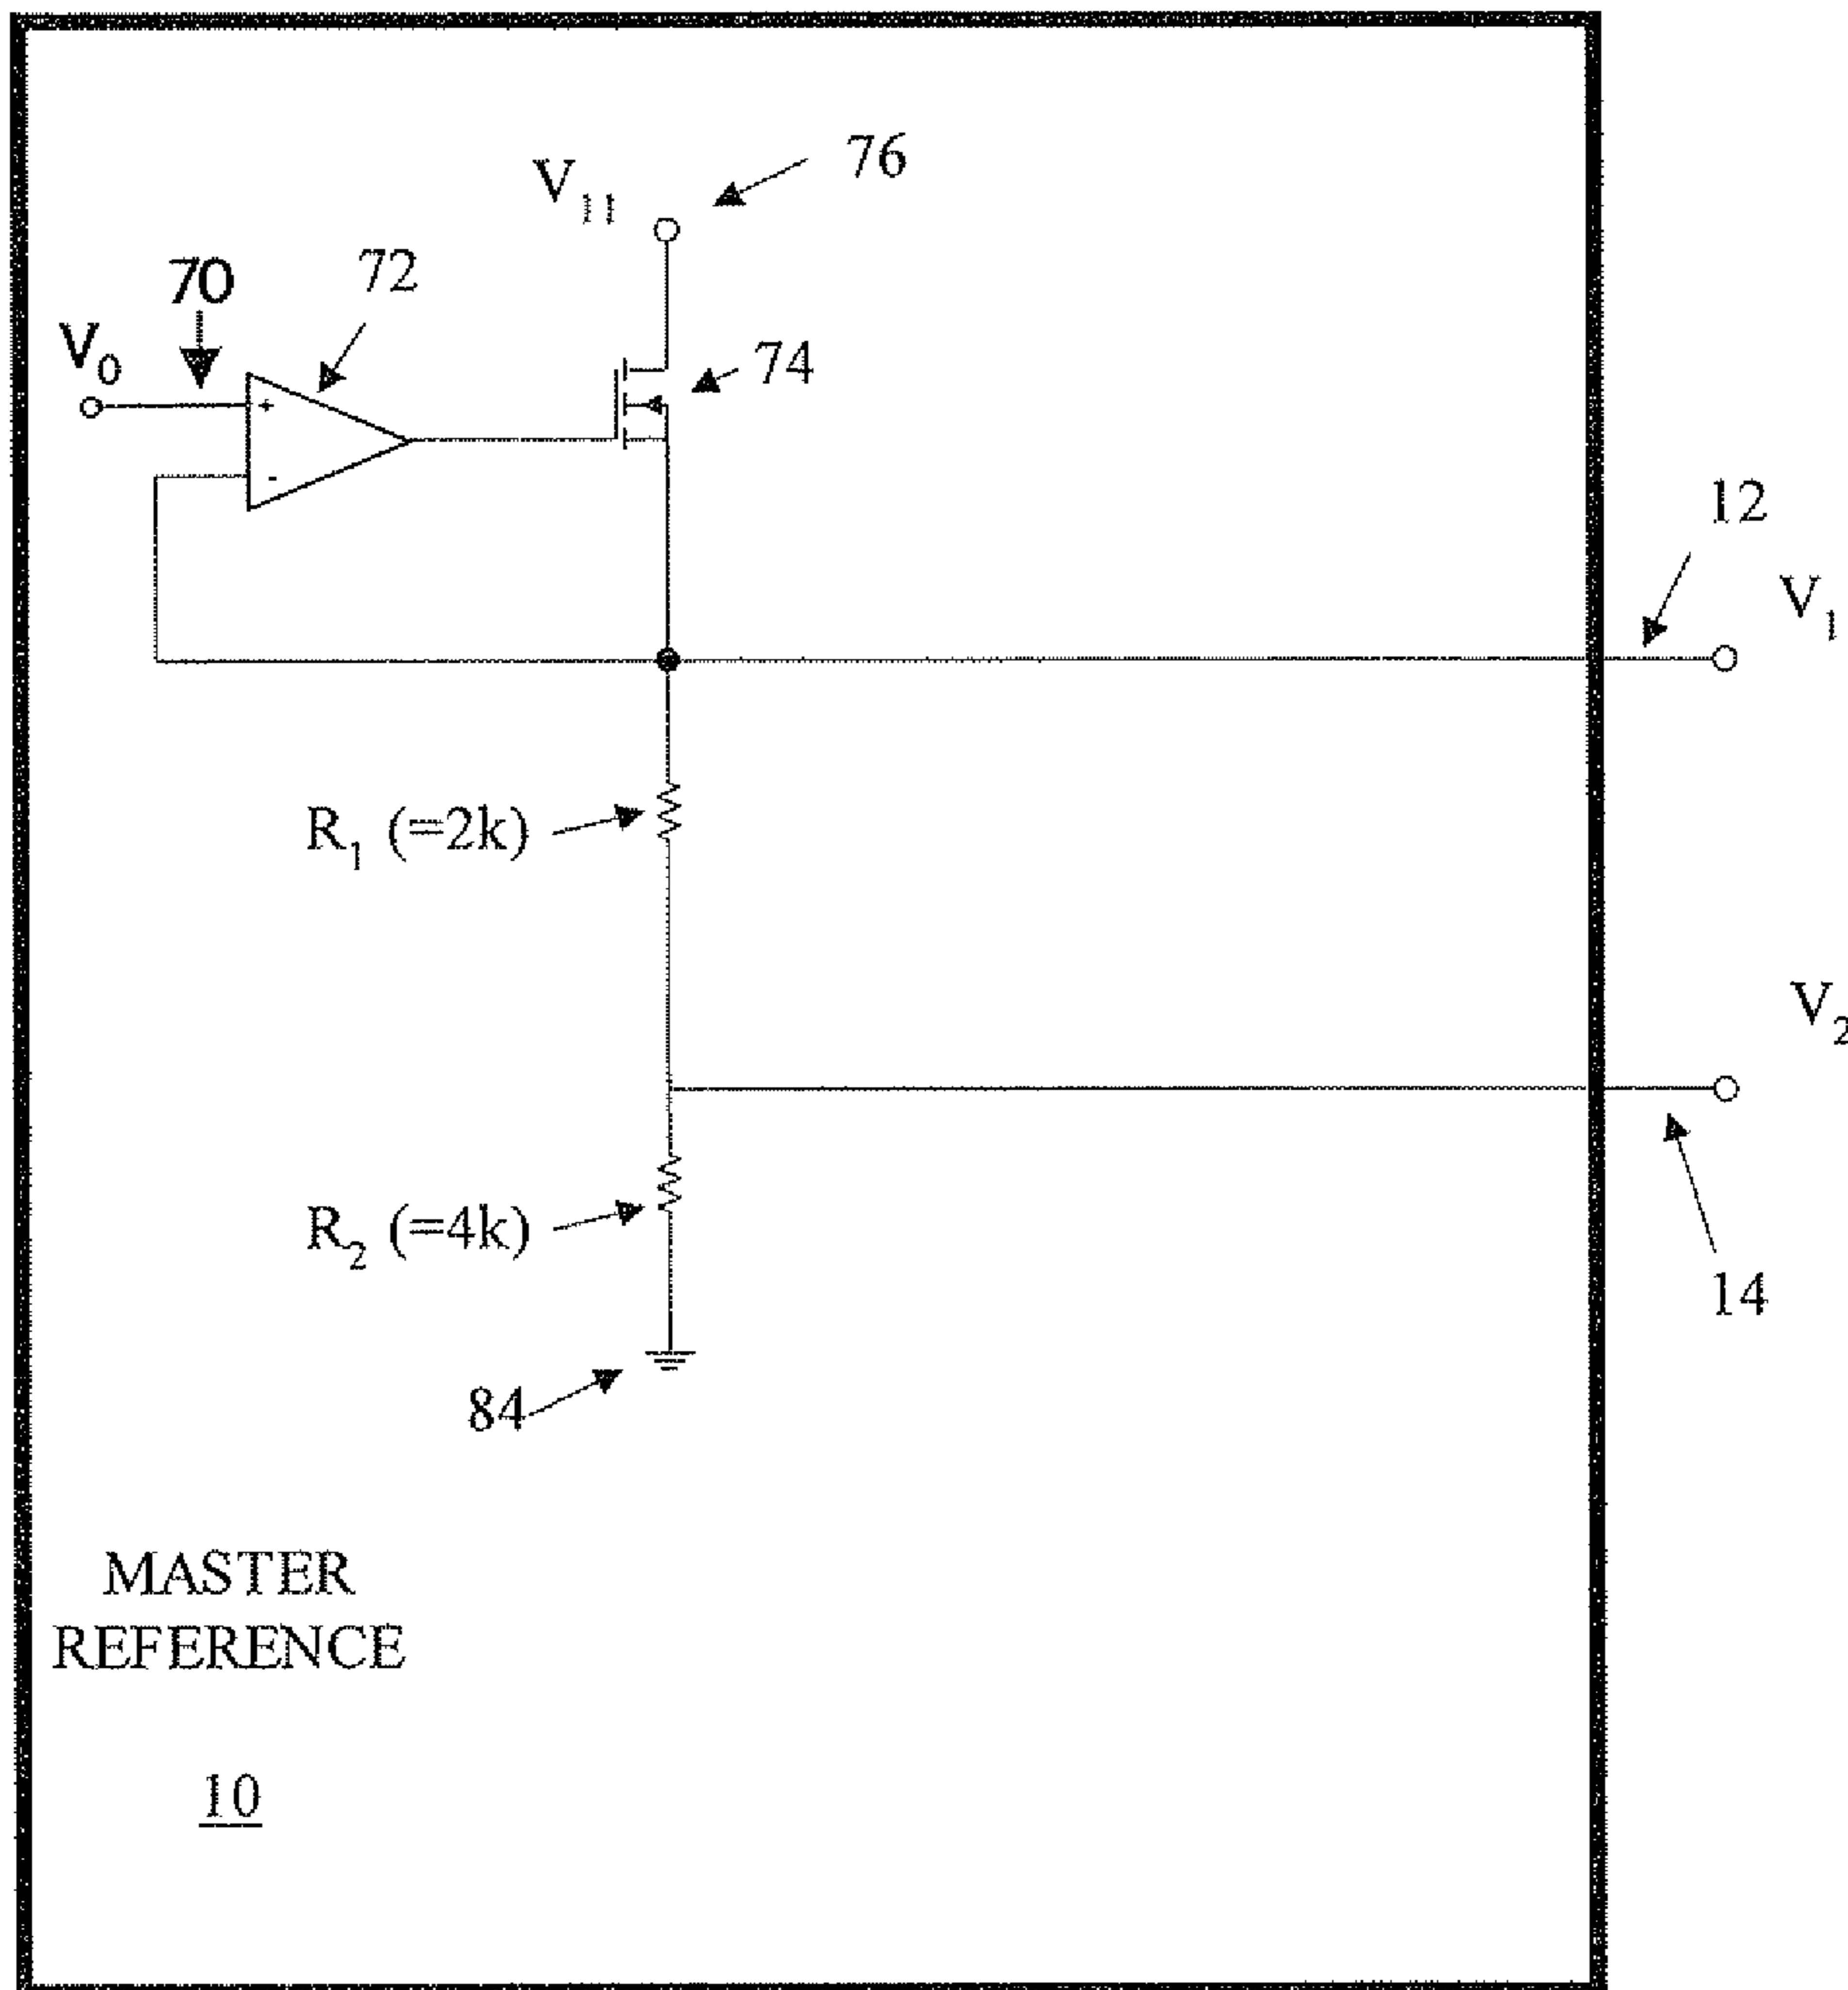 76
V₁₁
70
72
V₀
74
+
-
12
V₁
R₁ (=2k)
V₂
R₂ (=4k)
14
84
MASTER
REFERENCE
10